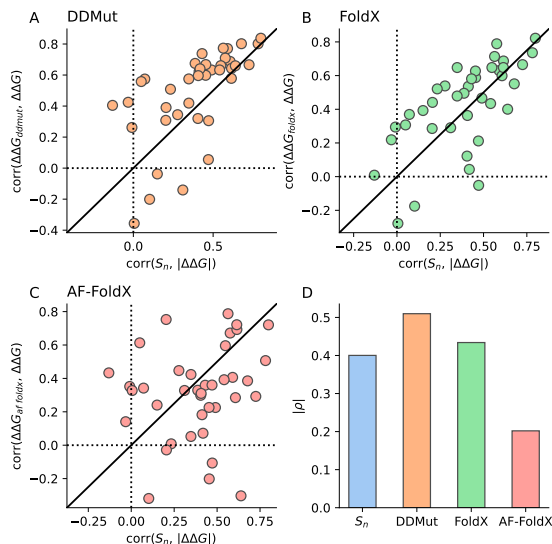 A DDMut
0.8
0.6
0.4
0.2
0.0
−0.2
−0.4
corr(ΔΔG_ddmut, ΔΔG)
0.0 0.5
corr(S_n, |ΔΔG|)
B FoldX
0.8
0.6
0.4
0.2
0.0
−0.2
corr(ΔΔG_foldx, ΔΔG)
−0.25 0.00 0.25 0.50 0.75
corr(S_n, |ΔΔG|)
C AF-FoldX
0.8
0.6
0.4
0.2
0.0
−0.2
corr(ΔΔG_af foldx, ΔΔG)
0.00 0.25 0.50 0.75
corr(S_n, |ΔΔG|)
D
0.5
0.4
0.3
0.2
0.1
0.0
|ρ|
S_n DDMut FoldX AF-FoldX